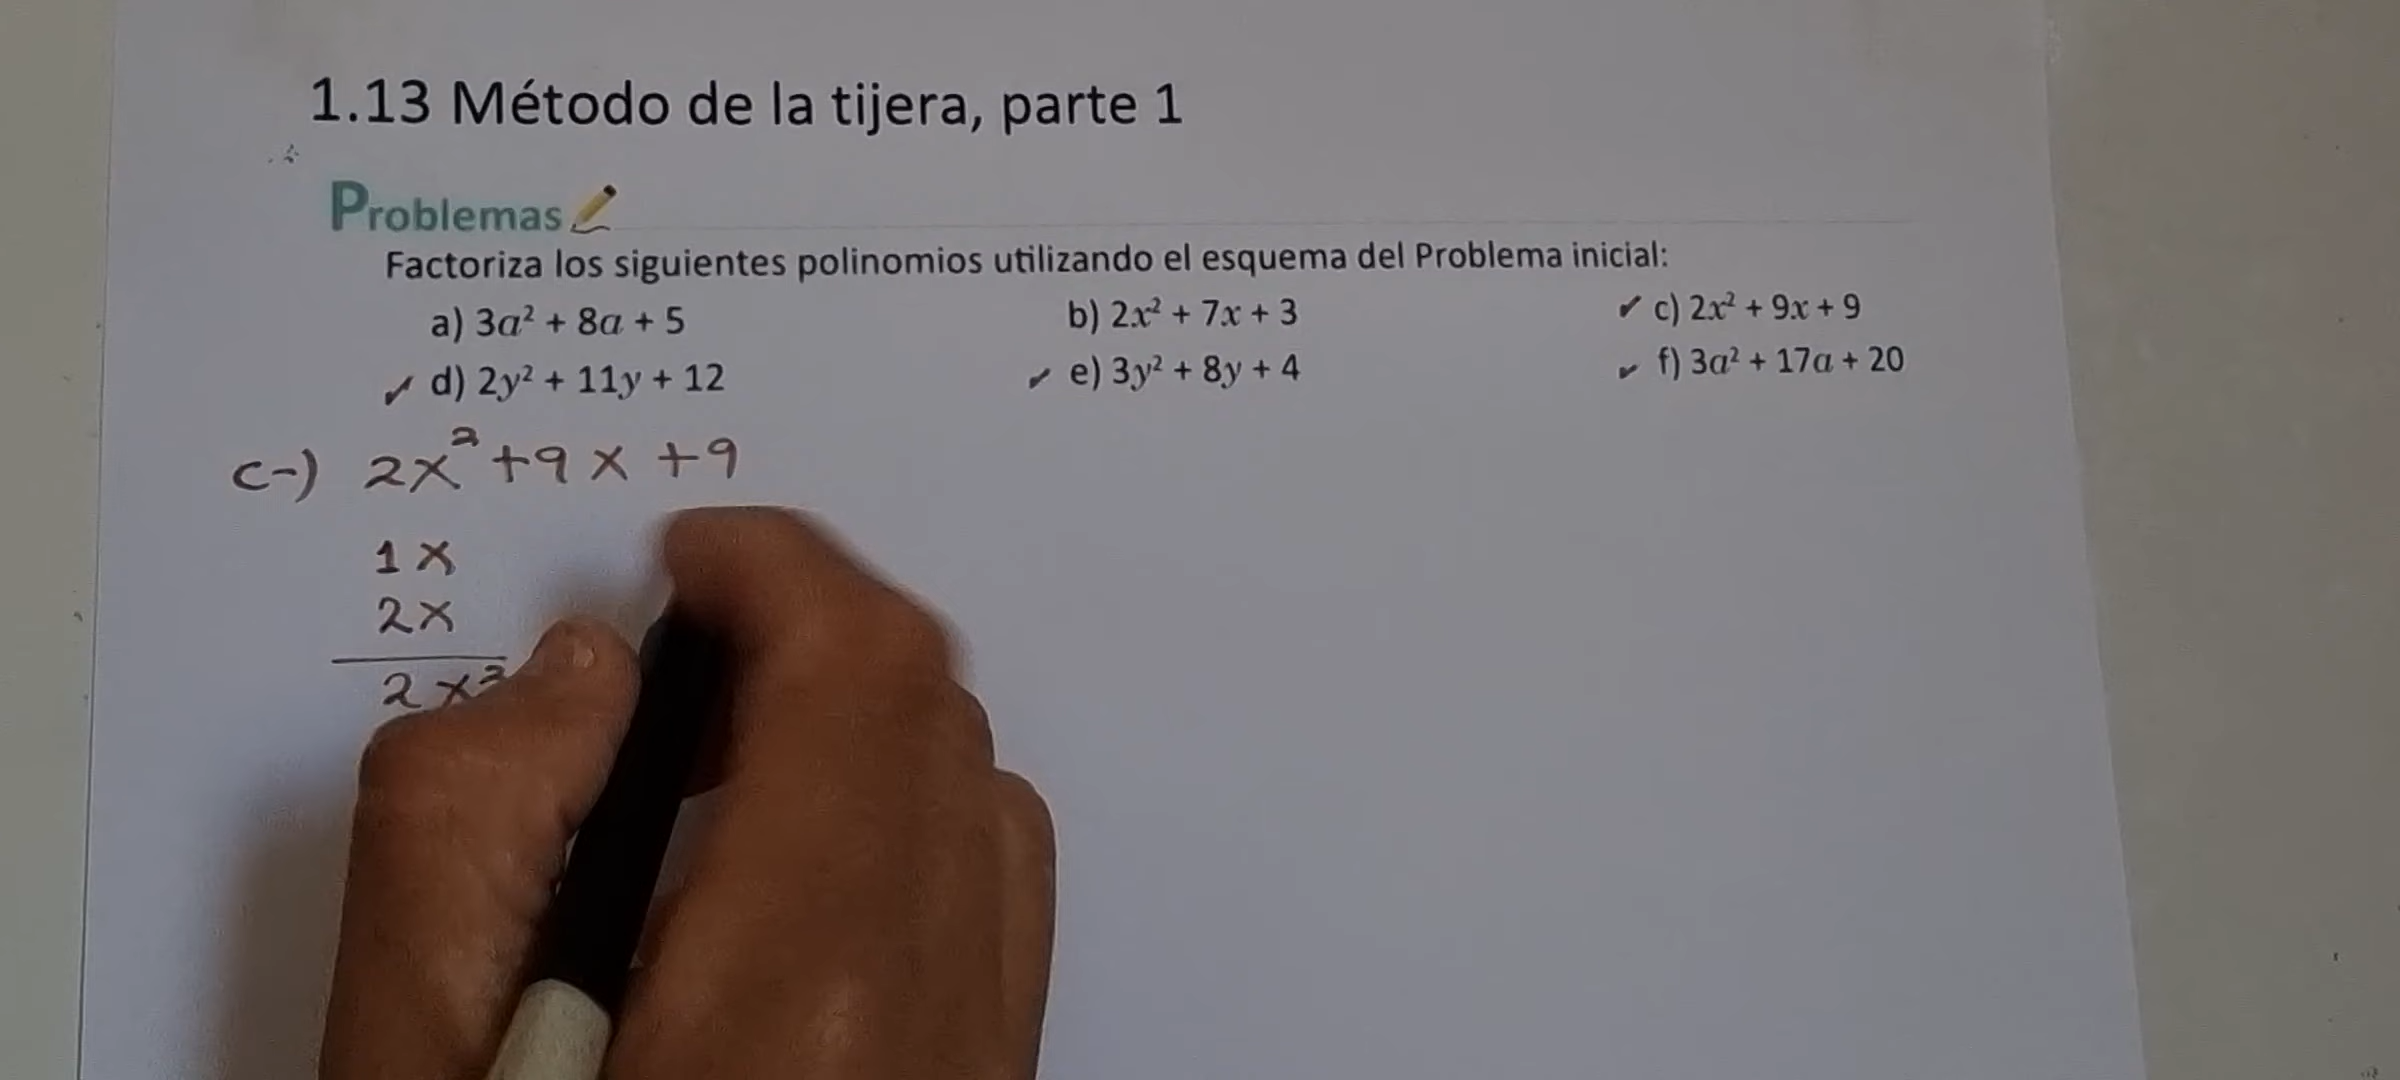 1.13 Método de la tijera, parte 1
Problemas
Factoriza los siguientes polinomios utilizando el esquema del Problema inicial:
a) 3a² + 8a + 5 b) 2x² + 7x + 3 ✓ c) 2x² + 9x + 9
✓ d) 2y² + 11y + 12 ✓ e) 3y² + 8y + 4 ✓ f) 3a² + 17a + 20
c-) 2x² + 9x + 9
1x
2x
2x²